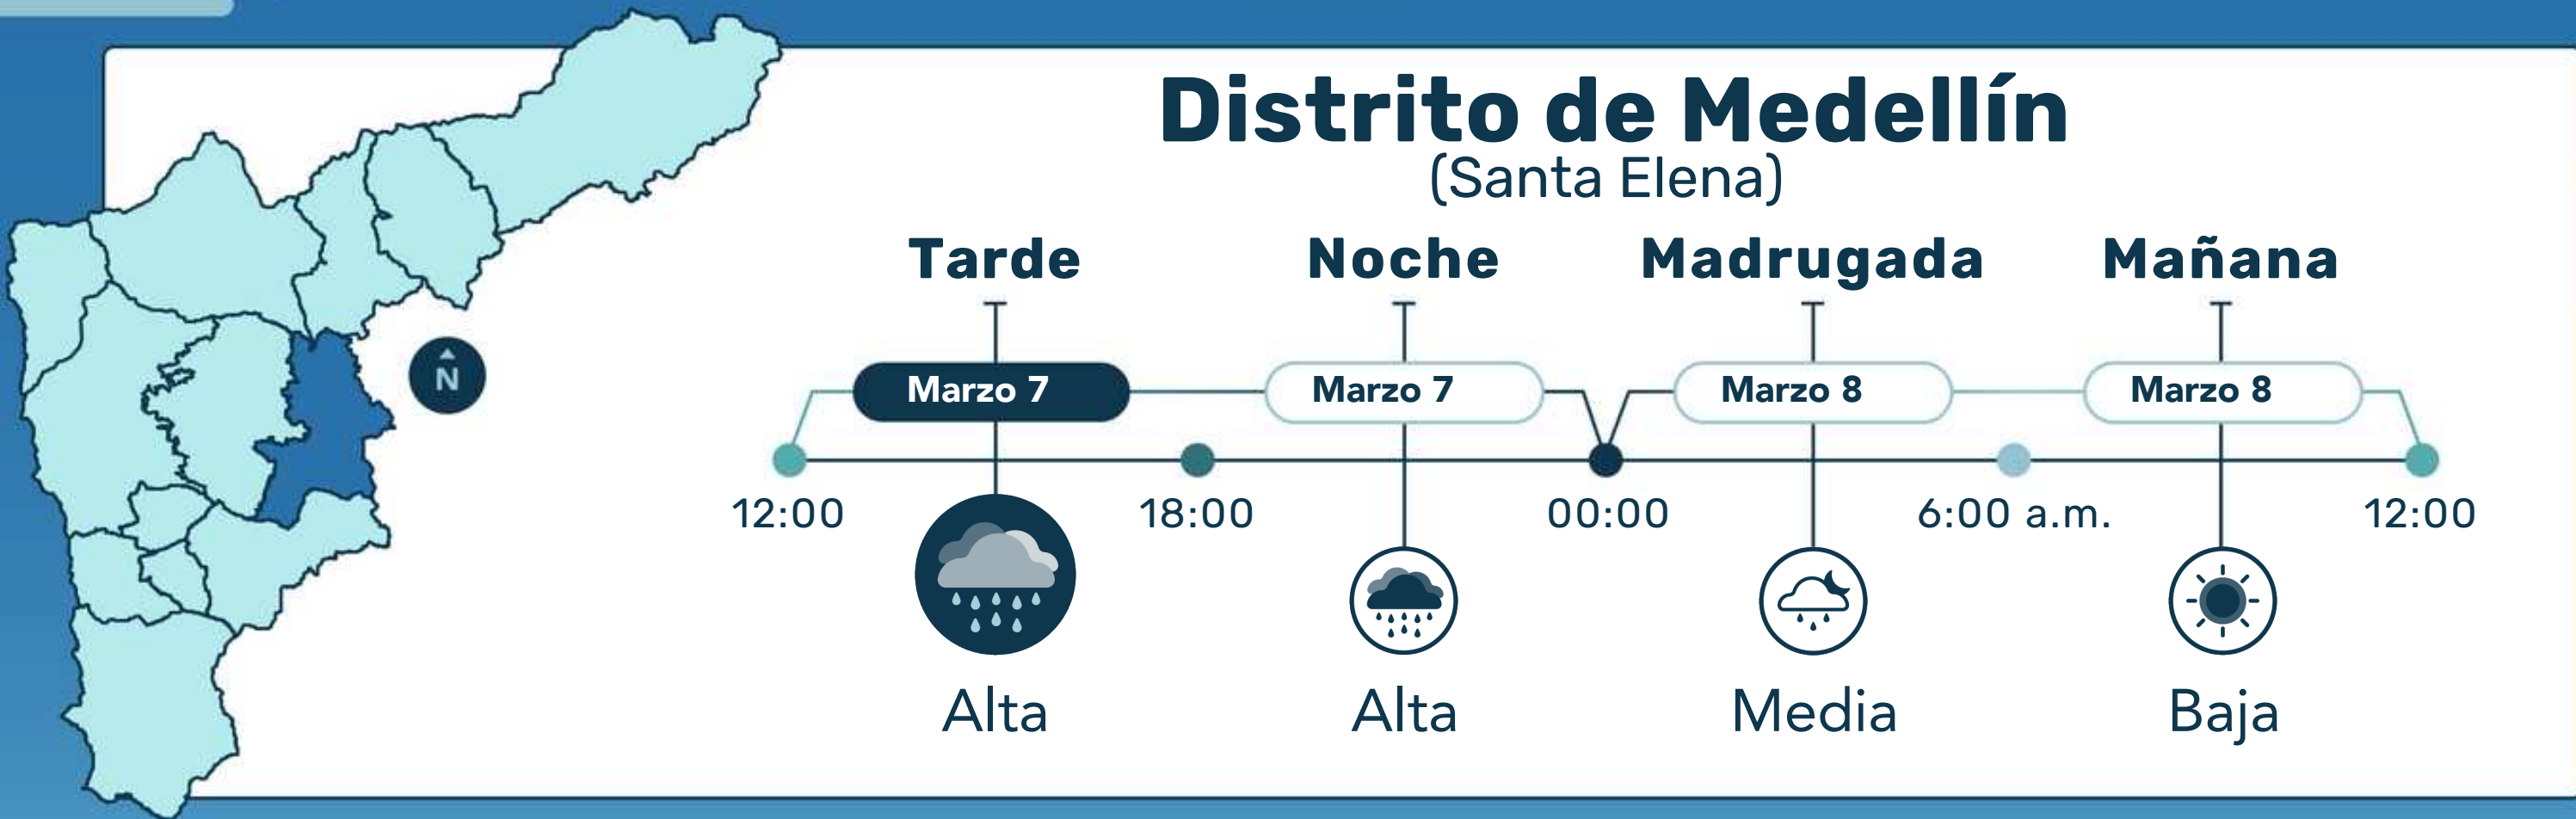 Distrito de Medellín
(Santa Elena)
Tarde Noche Madrugada Mañana
N
Marzo 7 Marzo 7 Marzo 8 Marzo 8
12:00 18:00 00:00 6:00 a.m. 12:00
Alta Alta Media Baja